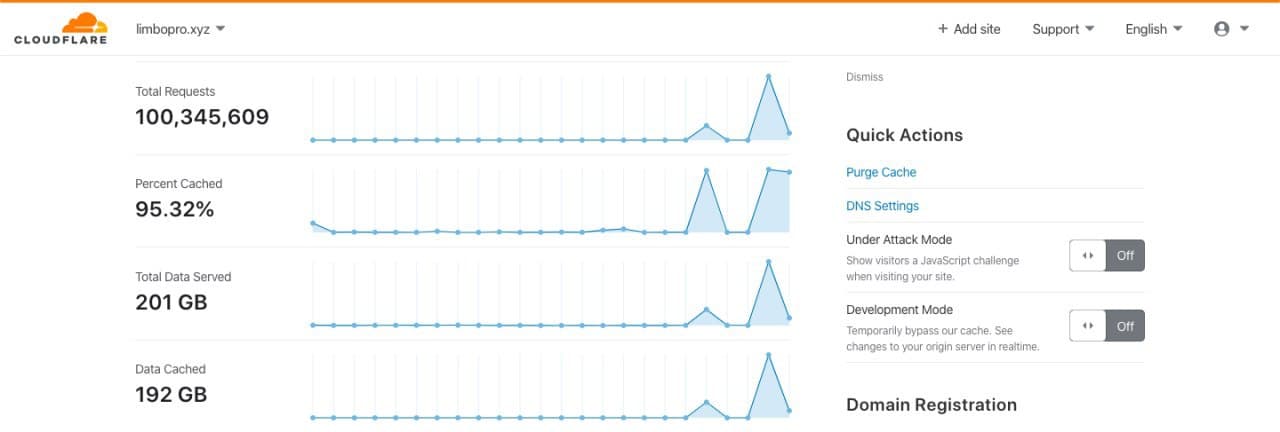 CLOUDFLARE
limbopro.xyz
+ Add site
Support
English
Total Requests
100,345,609
Percent Cached
95.32%
Total Data Served
201 GB
Data Cached
192 GB
Dismiss
Quick Actions
Purge Cache
DNS Settings
Under Attack Mode
Show visitors a JavaScript challenge
when visiting your site.
Off
Development Mode
Temporarily bypass our cache. See
changes to your origin server in realtime.
Off
Domain Registration